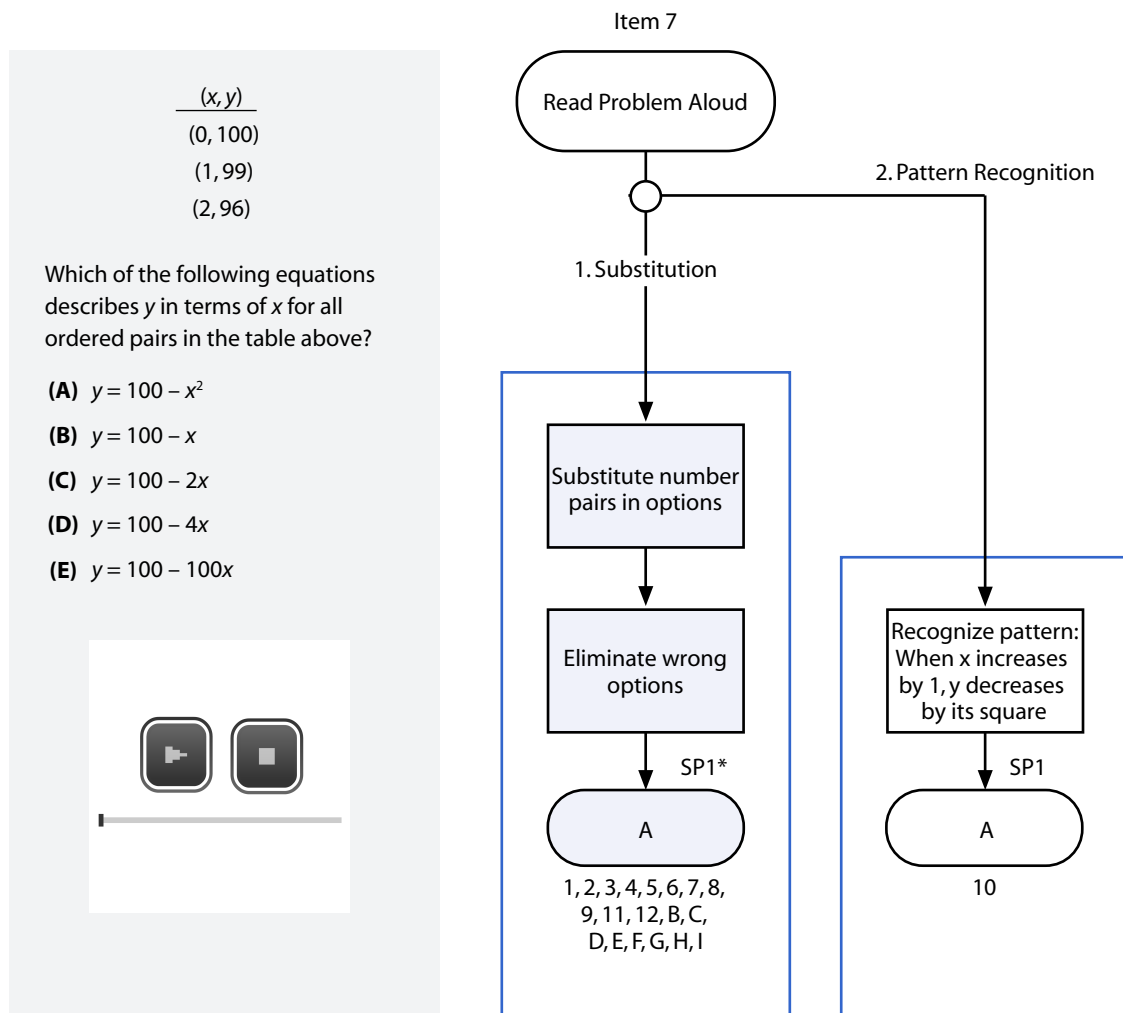 Item 7
(x, y)
(0, 100)
(1, 99)
(2, 96)
Which of the following equations
describes y in terms of x for all
ordered pairs in the table above?
(A) y = 100 – x²
(B) y = 100 – x
(C) y = 100 – 2x
(D) y = 100 – 4x
(E) y = 100 – 100x
Read Problem Aloud
2. Pattern Recognition
1. Substitution
Substitute number
pairs in options
Eliminate wrong
options
SP1*
A
1, 2, 3, 4, 5, 6, 7, 8,
9, 11, 12, B, C,
D, E, F, G, H, I
Recognize pattern:
When x increases
by 1, y decreases
by its square
SP1
A
10